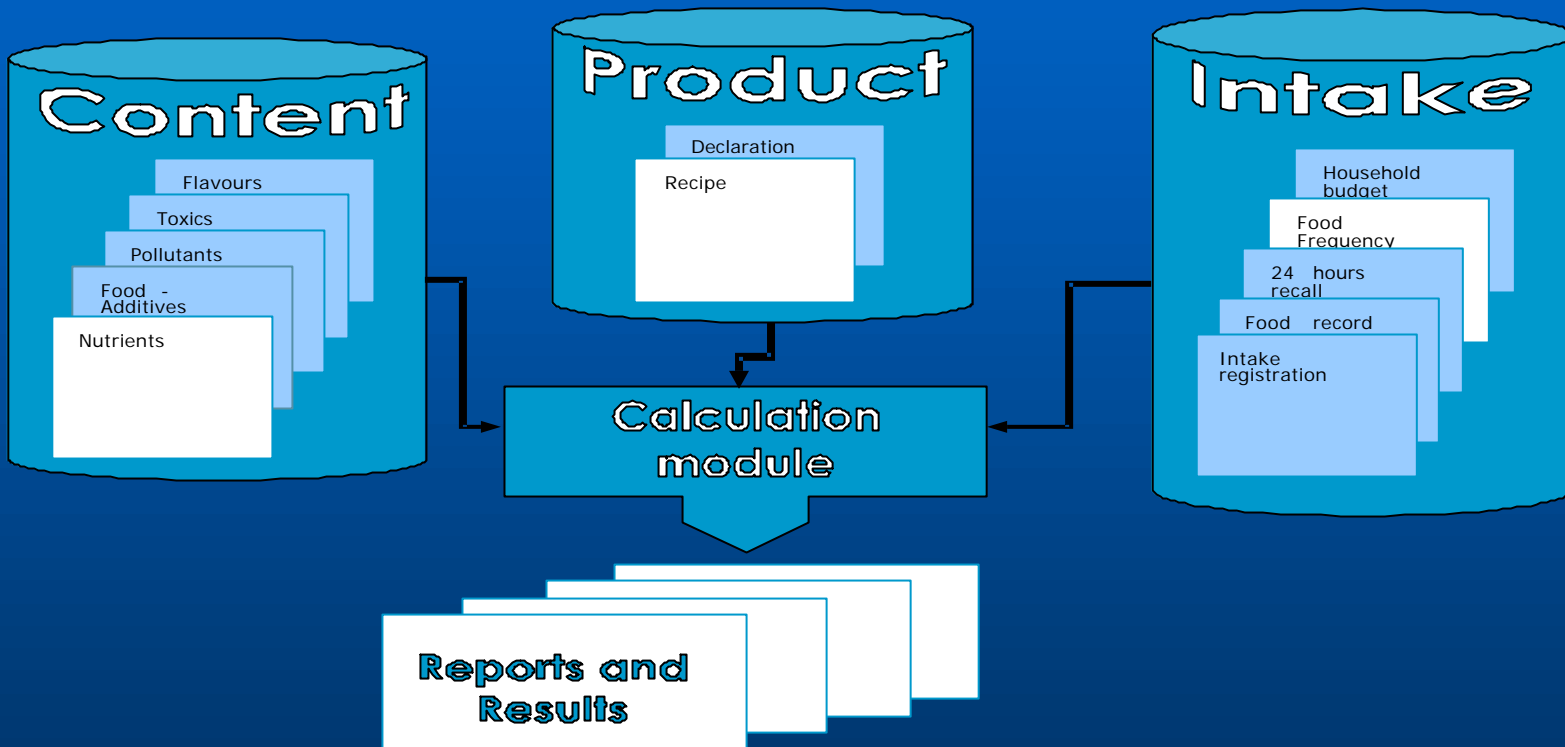 Content
Flavours
Toxics
Pollutants
Food - 
Additives
Nutrients
Product
Declaration
Recipe
Intake
Household
budget
Food
Frequency
24 hours
recall
Food record
Intake
registration
Calculation
module
Reports and
Results